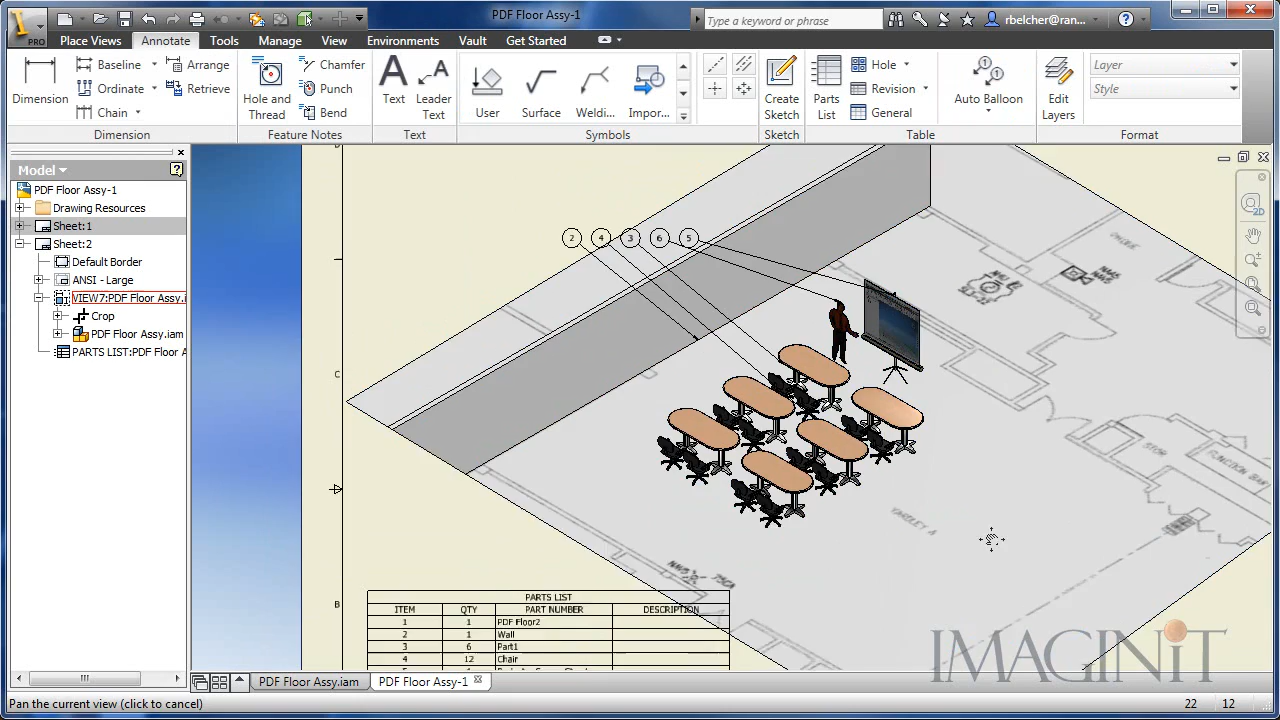 PDF Floor Assy-1
Type a keyword or phrase
rbelcher@ran...
PRO
Place Views
Annotate
Tools
Manage
View
Environments
Vault
Get Started
Dimension
Baseline
Ordinate
Chain
Arrange
Retrieve
Dimension
Hole and
Thread
Chamfer
Punch
Bend
Feature Notes
Text
Leader
Text
Text
User
Surface
Weldi...
Impor...
Symbols
Create
Sketch
Sketch
Parts
List
Hole
Revision
General
Table
Auto Balloon
Edit
Layers
Layer
Style
Format
Model
PDF Floor Assy-1
Drawing Resources
Sheet:1
Sheet:2
Default Border
ANSI - Large
VIEW7:PDF Floor Assy.i
Crop
PDF Floor Assy.iam
PARTS LIST:PDF Floor A
D
C
B
2 4 3 6 5
2D
STOR
FUNCTION BAR
YARDLEY A
PARTS LIST
ITEM QTY PART NUMBER DESCRIPTION
1 1 PDF Floor2
2 1 Wall
3 6 Part1
4 12 Chair
IMAGINiT
PDF Floor Assy.iam
PDF Floor Assy-1
Pan the current view (click to cancel)
22 12